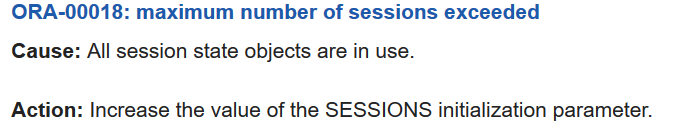 ORA-00018: maximum number of sessions exceeded
Cause: All session state objects are in use.
Action: Increase the value of the SESSIONS initialization parameter.